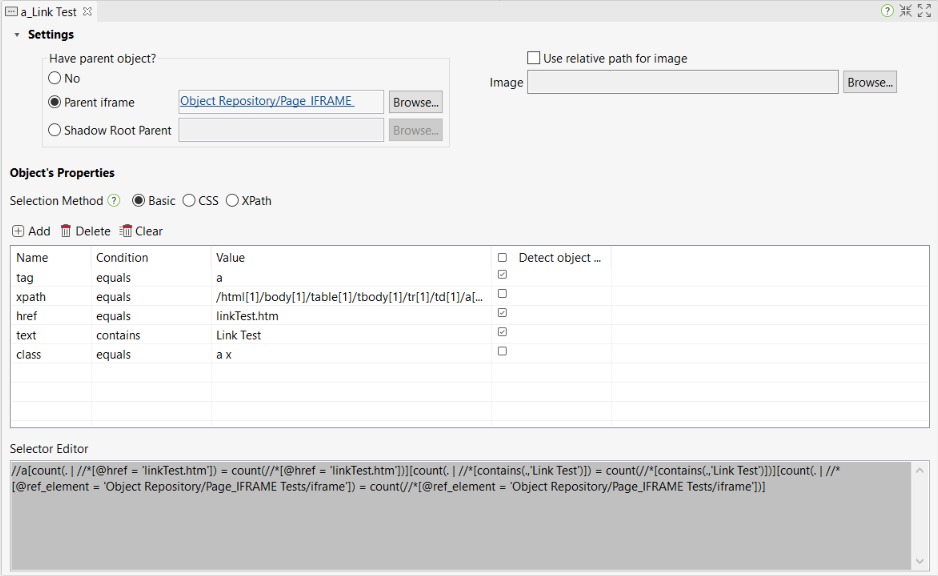 a_Link Test
Settings
Have parent object?
No
Parent iframe Object Repository/Page_IFRAME Browse...
Shadow Root Parent Browse...
Use relative path for image
Image Browse...
Object's Properties
Selection Method ? Basic CSS XPath
Add Delete Clear
Name Condition Value Detect object ...
tag equals a
xpath equals /html[1]/body[1]/table[1]/tbody[1]/tr[1]/td[1]/a[...
href equals linkTest.htm
text contains Link Test
class equals a x
Selector Editor
//a[count(. | //*[@href = 'linkTest.htm']) = count(//*[@href = 'linkTest.htm'])][count(. | //*[contains(.,'Link Test')]) = count(//*[contains(.,'Link Test')])][count(. | //*
[@ref_element = 'Object Repository/Page_IFRAME Tests/iframe']) = count(//*[@ref_element = 'Object Repository/Page_IFRAME Tests/iframe'])]